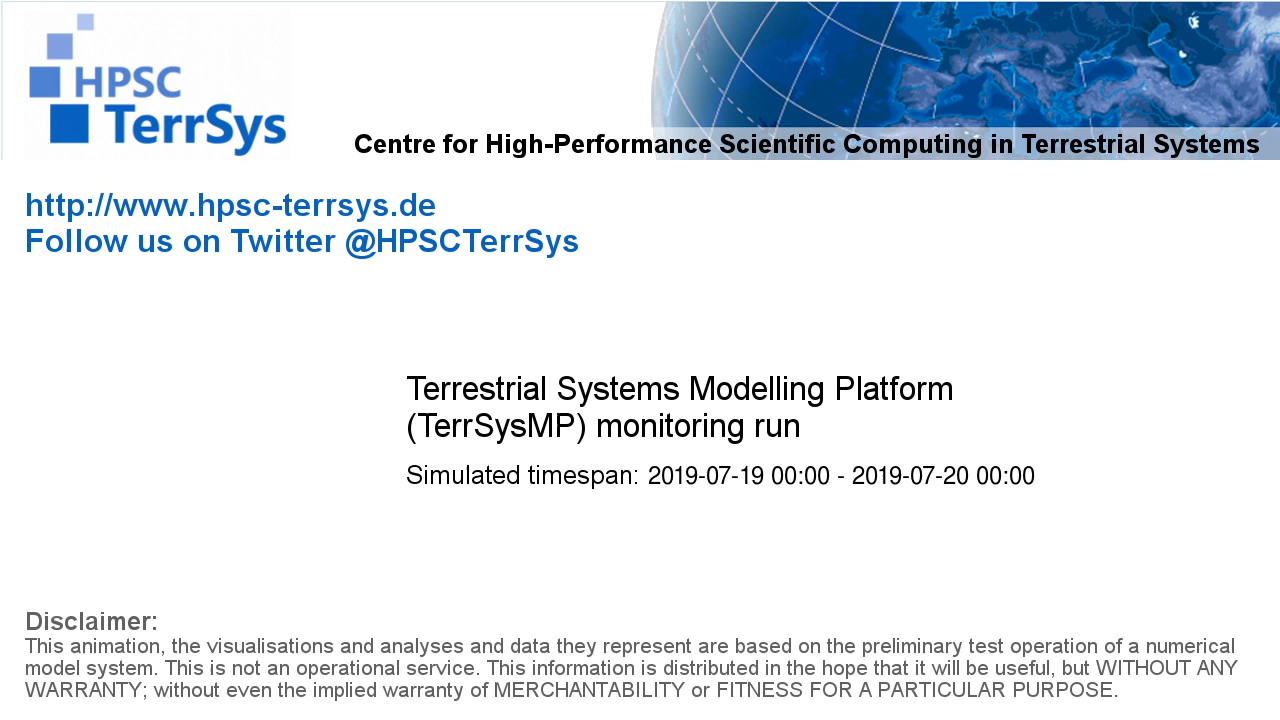 HPSC
TerrSys
Centre for High-Performance Scientific Computing in Terrestrial Systems
http://www.hpsc-terrsys.de
Follow us on Twitter @HPSCTerrSys
Terrestrial Systems Modelling Platform
(TerrSysMP) monitoring run
Simulated timespan: 2019-07-19 00:00 - 2019-07-20 00:00
Disclaimer:
This animation, the visualisations and analyses and data they represent are based on the preliminary test operation of a numerical
model system. This is not an operational service. This information is distributed in the hope that it will be useful, but WITHOUT ANY
WARRANTY; without even the implied warranty of MERCHANTABILITY or FITNESS FOR A PARTICULAR PURPOSE.